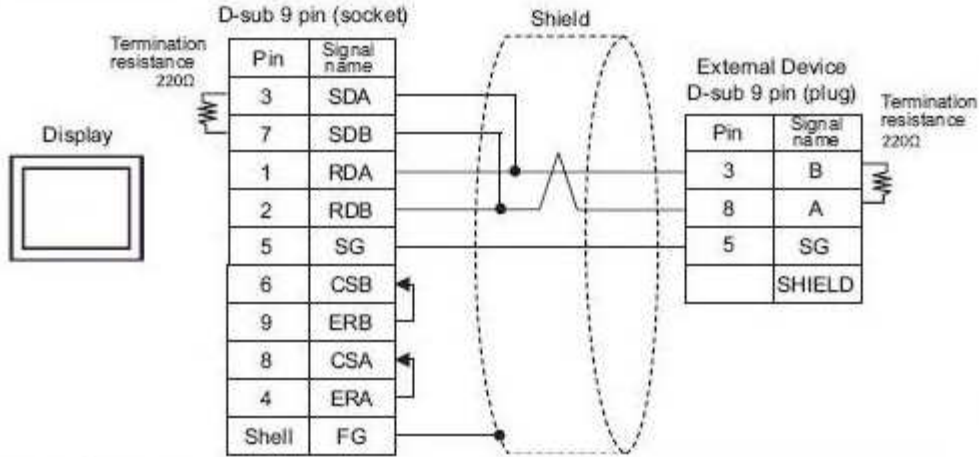 D-sub 9 pin (socket)
Shield
Termination
resistance
220Ω
Pin Signal name
3 SDA
7 SDB
1 RDA
2 RDB
5 SG
6 CSB
9 ERB
8 CSA
4 ERA
Shell FG
Display
External Device
D-sub 9 pin (plug)
Termination
resistance
220Ω
Pin Signal name
3 B
8 A
5 SG
SHIELD